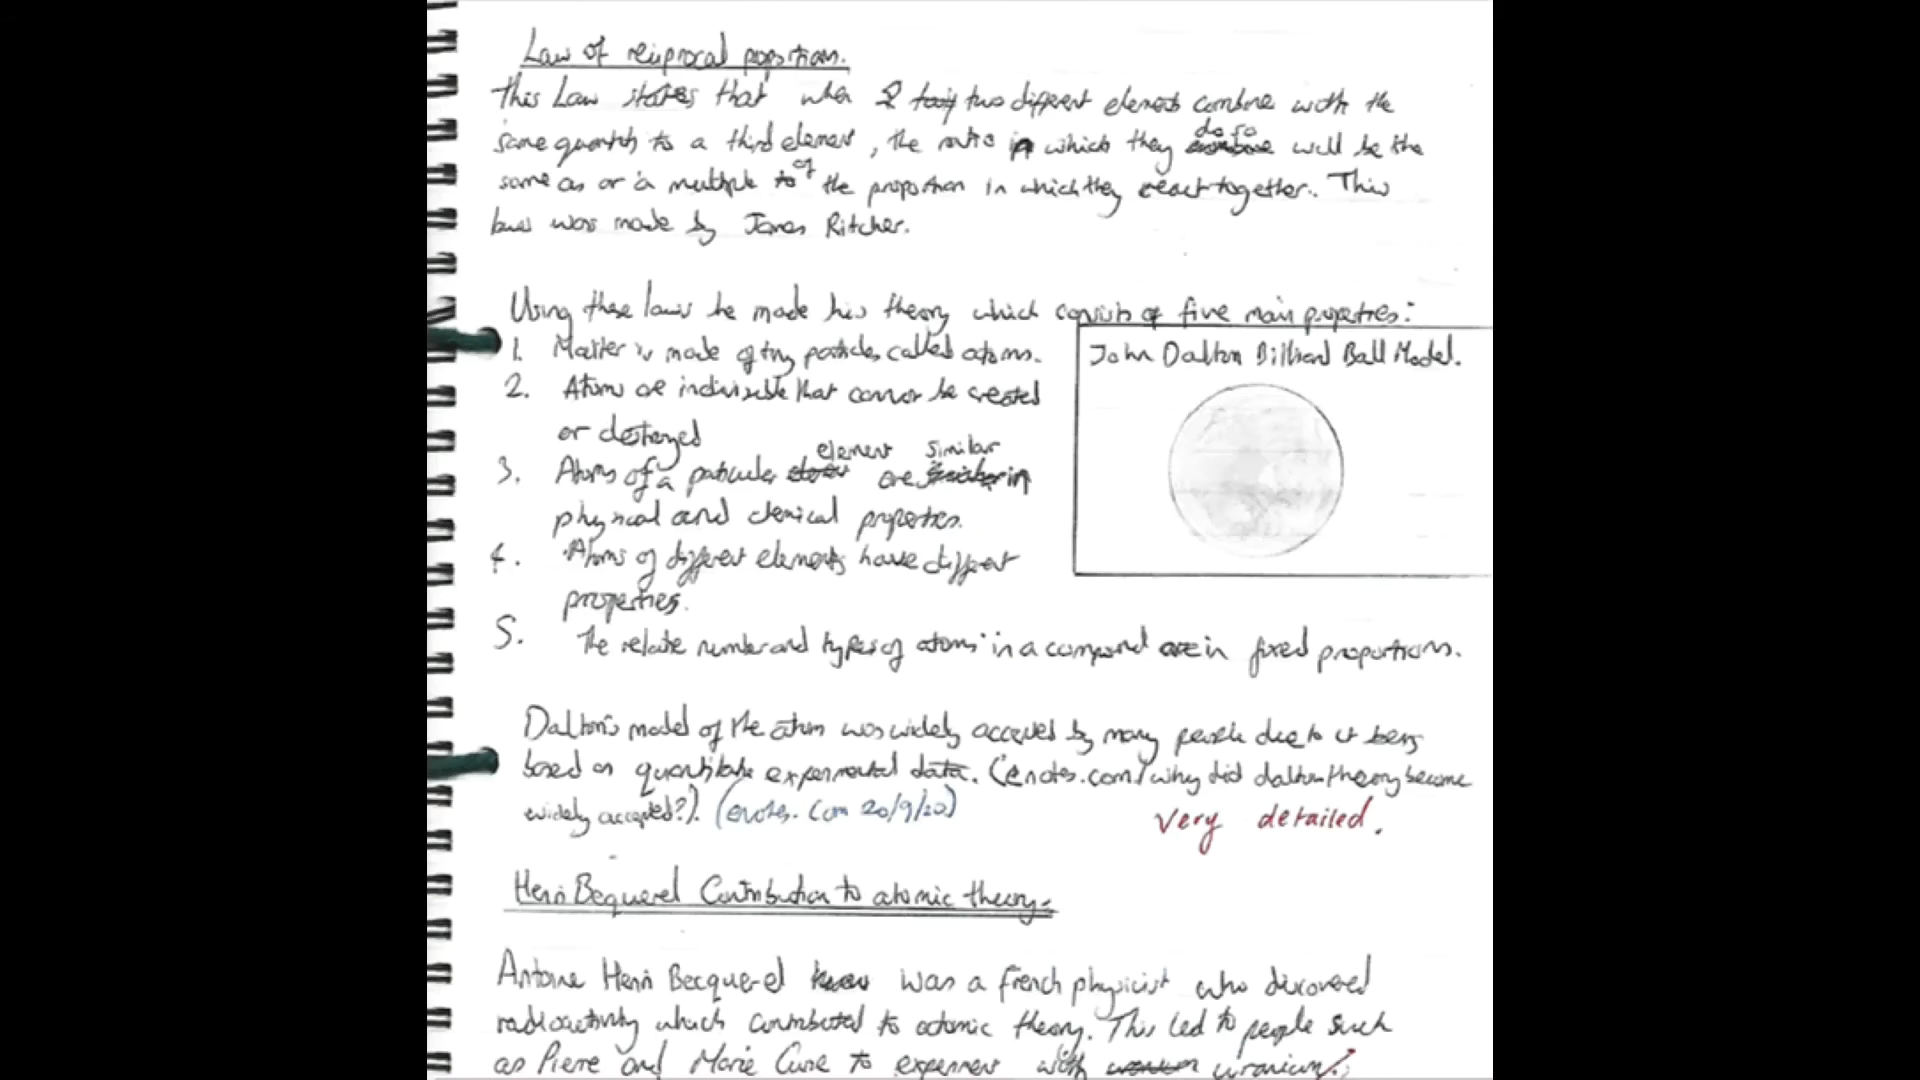 Law of reciprocal proportions.
This Law states that when 2 two different elements combine with the
same quantity to a third element, the ratio in which they do so will be the
same as or a multiple of the proportion in which they react together. This
law was made by James Ritcher.
Using these laws he made his theory which consists of five main properties:
1. Matter is made of tiny particles called atoms.
2. Atoms are indivisible that cannot be created
or destroyed
3. Atoms of a particular element are similar in
physical and chemical properties.
4. Atoms of different elements have different
properties.
5. The relative number and types of atoms in a compound are in fixed proportions.
John Dalton Billiard Ball Model.
Dalton's model of the atom was widely accepted by many people due to it being
based on quantitative experimental data. (enotes.com/why did dalton theory become
widely accepted?). (enotes.com 20/9/20)
Very detailed.
Henri Bequerel Contribution to atomic theory.
Antoine Henri Becquerel was a French physicist who discovered
radioactivity which contributed to atomic theory. This led to people such
as Pierre and Marie Curie to experiment with uranium.